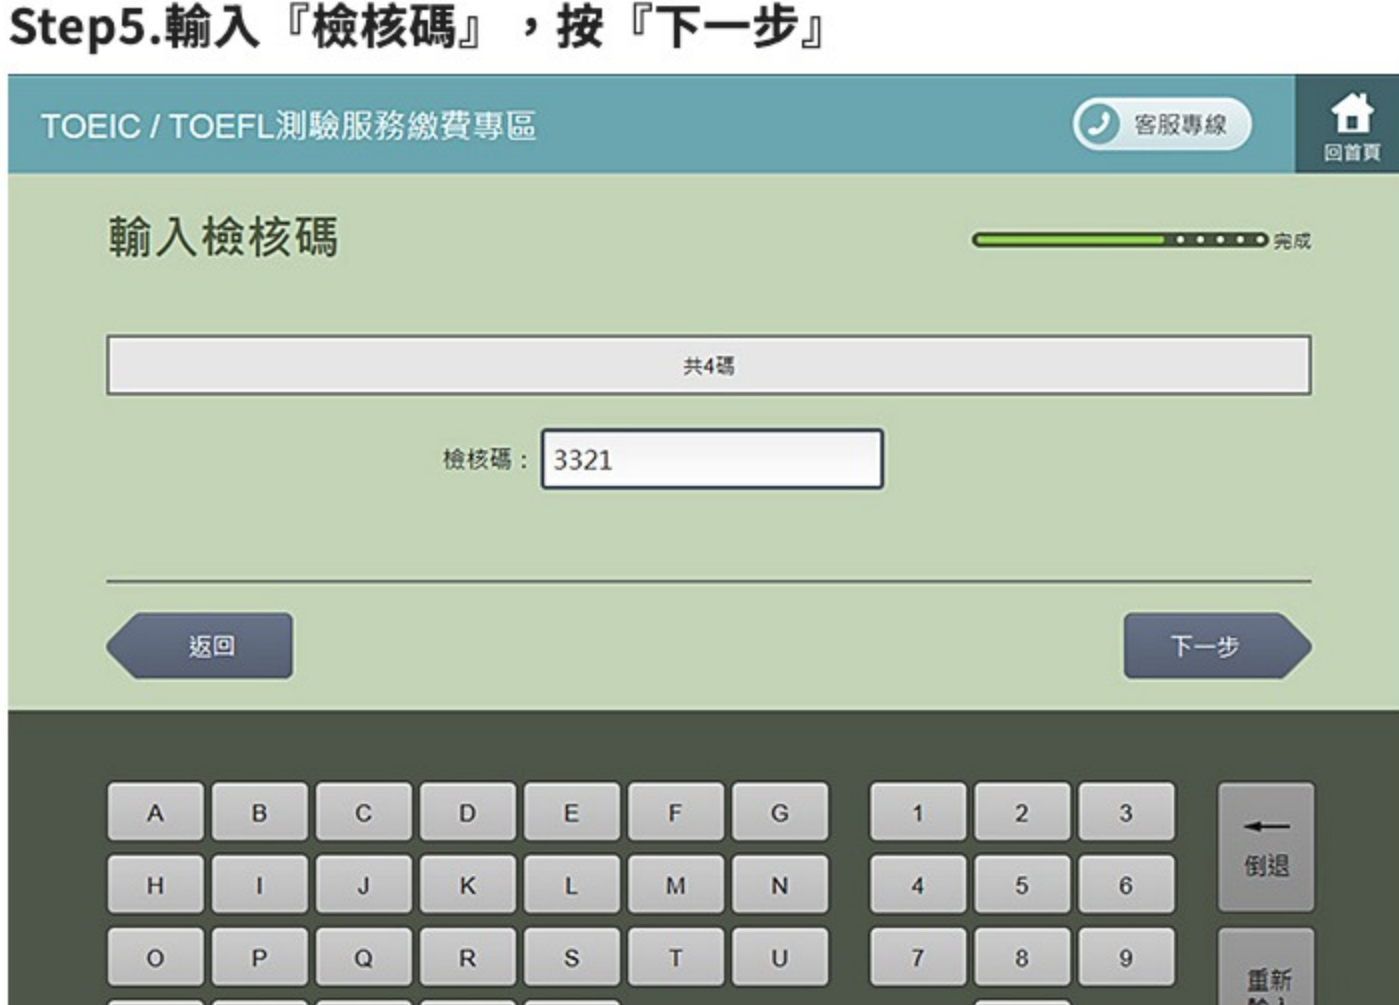 Step5.輸入『檢核碼』，按『下一步』
TOEIC / TOEFL測驗服務繳費專區
客服專線
回首頁
輸入檢核碼
完成
共4碼
檢核碼：3321
返回
下一步
A B C D E F G 1 2 3
倒退
H I J K L M N 4 5 6
O P Q R S T U 7 8 9
重新